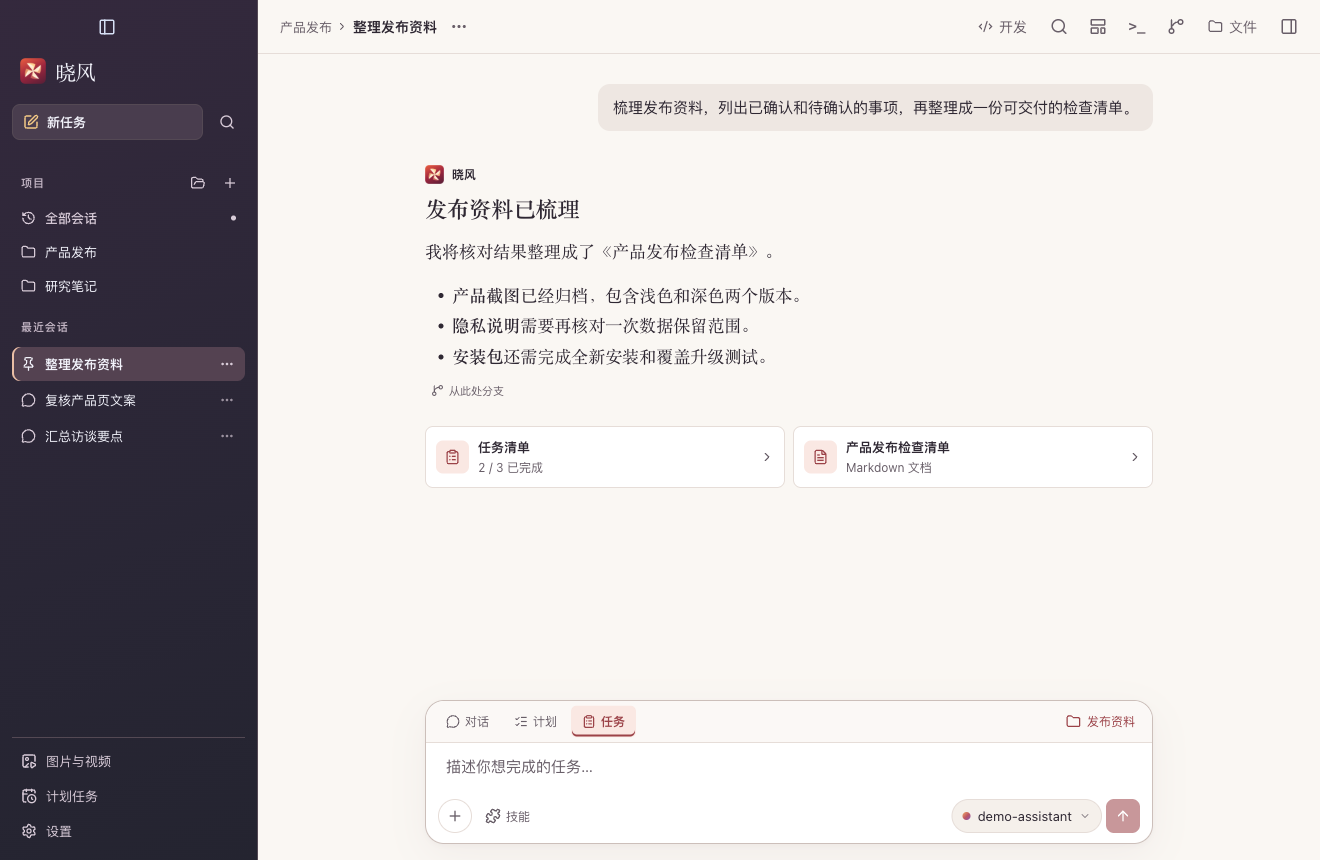 晓风
新任务
项目
全部会话
产品发布
研究笔记
最近会话
整理发布资料
复核产品页文案
汇总访谈要点
图片与视频
计划任务
设置
产品发布 › 整理发布资料
开发
文件
梳理发布资料，列出已确认和待确认的事项，再整理成一份可交付的检查清单。
晓风
发布资料已梳理
我将核对结果整理成了《产品发布检查清单》。
• 产品截图已经归档，包含浅色和深色两个版本。
• 隐私说明需要再核对一次数据保留范围。
• 安装包还需完成全新安装和覆盖升级测试。
从此处分支
任务清单
2 / 3 已完成
产品发布检查清单
Markdown 文档
对话
计划
任务
发布资料
描述你想完成的任务...
技能
demo-assistant